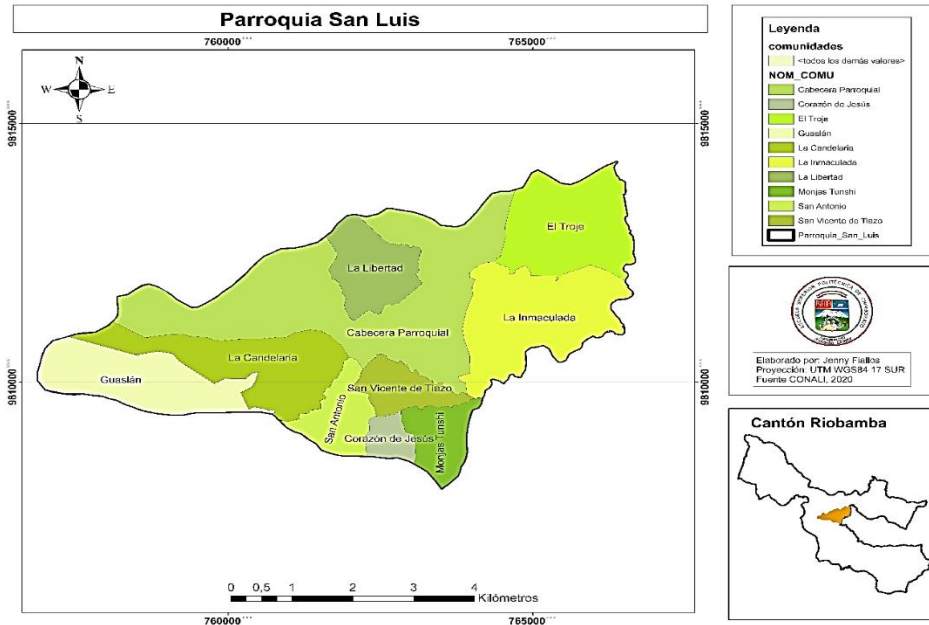 Parroquia San Luis
760000
765000
N
W
E
S
9815000
9815000
El Troje
La Libertad
La Inmaculada
Cabecera Parroquial
La Candelaria
Guaslán
San Vicente de Tiazo
San Antonio
Corazón de Jesús
Monjas Tunshi
9810000
9810000
0 0,5 1 2 3 4
Kilómetros
760000
765000
Leyenda
comunidades
<todos los demás valores>
NOM_COMU
Cabecera Parroquial
Corazón de Jesús
El Troje
Guaslán
La Candelaria
La Inmaculada
La Libertad
Monjas Tunshi
San Antonio
San Vicente de Tiazo
Parroquia_San_Luis
Elaborado por: Jenny Fiallos
Proyección: UTM WGS84 17 SUR
Fuente CONALI, 2020
Cantón Riobamba